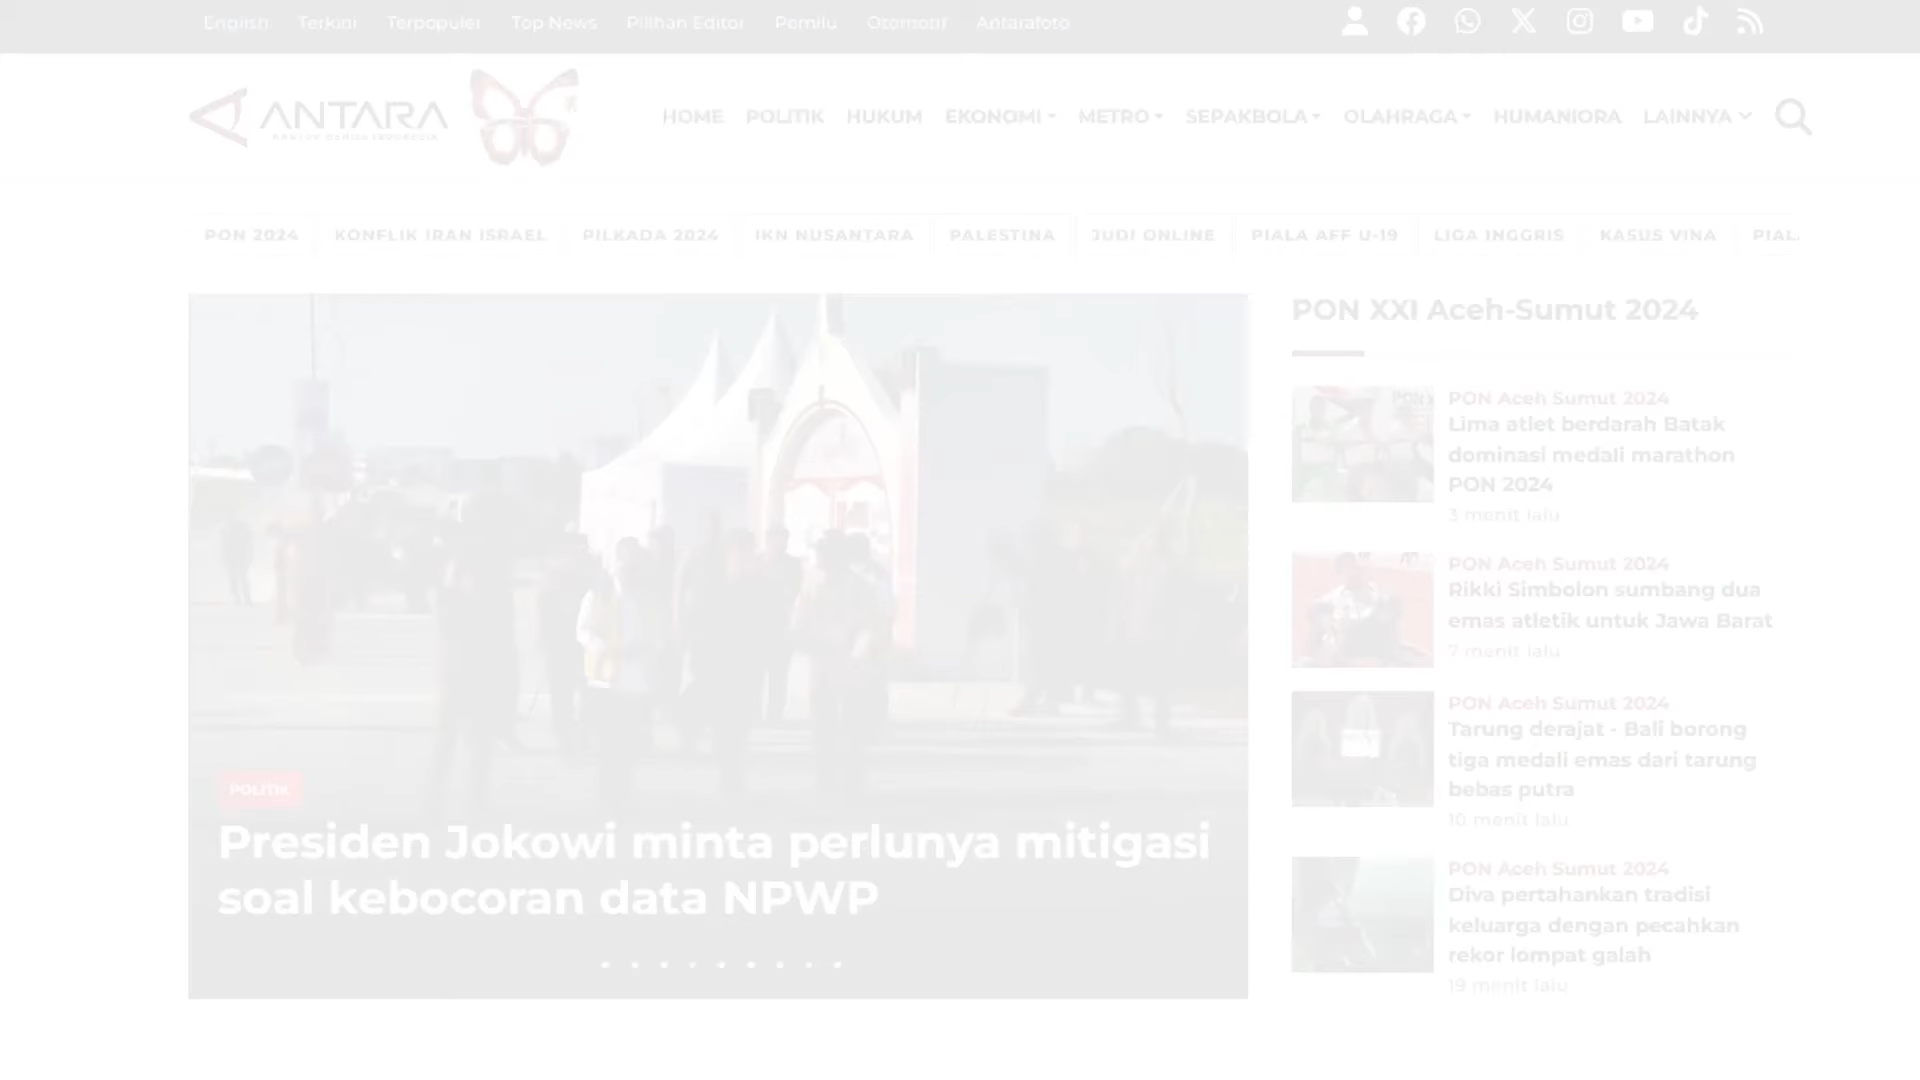 English Terkini Terpopuler Top News Pilihan Editor Pemilu Otomotif Antarafoto
ANTARA
KANTOR BERITA INDONESIA
HOME POLITIK HUKUM EKONOMI METRO SEPAKBOLA OLAHRAGA HUMANIORA LAINNYA
PON 2024 KONFLIK IRAN ISRAEL PILKADA 2024 IKN NUSANTARA PALESTINA JUDI ONLINE PIALA AFF U-19 LIGA INGGRIS KASUS VINA PIAL
POLITIK
Presiden Jokowi minta perlunya mitigasi
soal kebocoran data NPWP
PON XXI Aceh-Sumut 2024
PON Aceh Sumut 2024
Lima atlet berdarah Batak
dominasi medali marathon
PON 2024
3 menit lalu
PON Aceh Sumut 2024
Rikki Simbolon sumbang dua
emas atletik untuk Jawa Barat
7 menit lalu
PON Aceh Sumut 2024
Tarung derajat - Bali borong
tiga medali emas dari tarung
bebas putra
10 menit lalu
PON Aceh Sumut 2024
Diva pertahankan tradisi
keluarga dengan pecahkan
rekor lompat galah
19 menit lalu